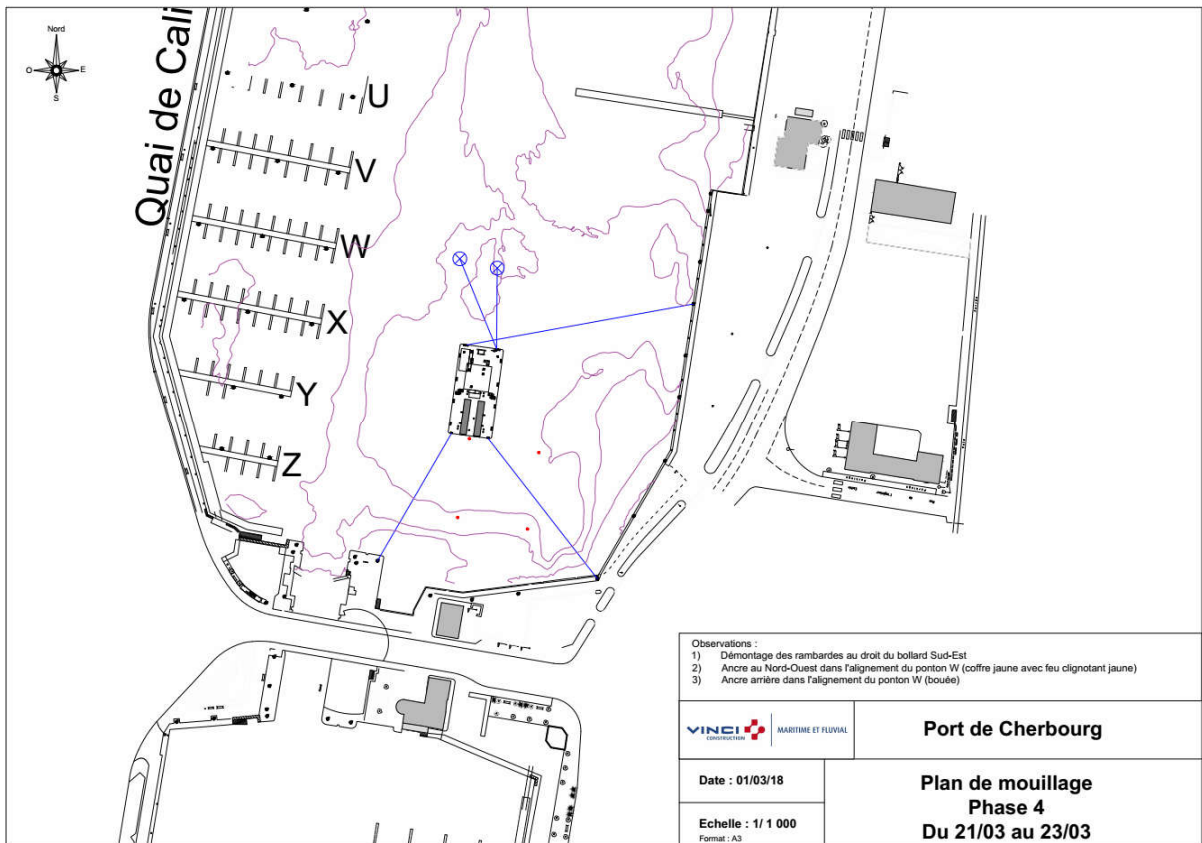 Nord
O
E
S
Quai de Cali
U
V
W
X
Y
Z
Observations :
1) Démontage des rambardes au droit du bollard Sud-Est
2) Ancre au Nord-Ouest dans l'alignement du ponton W (coffre jaune avec feu clignotant jaune)
3) Ancre arrière dans l'alignement du ponton W (bouée)
VINCI
CONSTRUCTION
MARITIME ET FLUVIAL
Port de Cherbourg
Date : 01/03/18
Echelle : 1/ 1 000
Format : A3
Plan de mouillage
Phase 4
Du 21/03 au 23/03